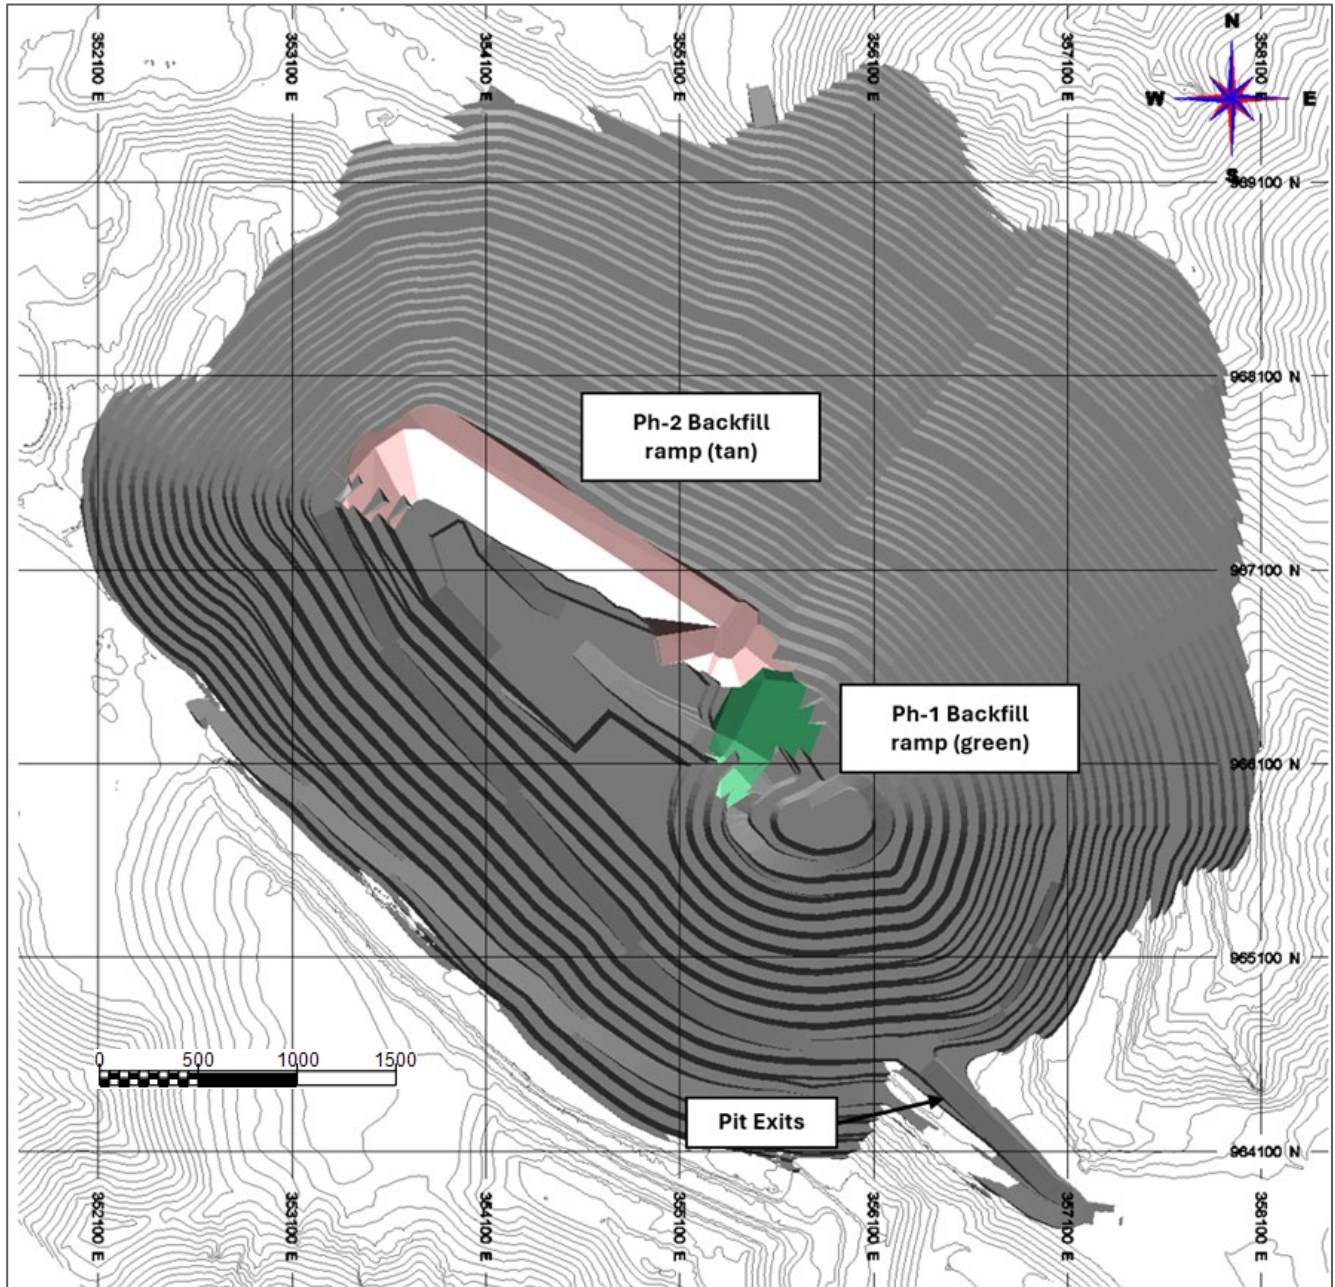 352100 E
353100 E
354100 E
355100 E
356100 E
357100 E
358100 E
N
W
E
S
969100 N
968100 N
Ph-2 Backfill
ramp (tan)
967100 N
Ph-1 Backfill
ramp (green)
966100 N
965100 N
0 500 1000 1500
Pit Exits
964100 N
352100 E
353100 E
354100 E
355100 E
356100 E
357100 E
358100 E